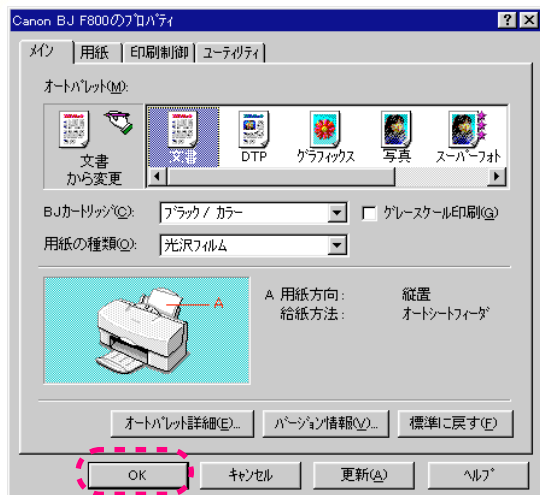 Canon BJ F800のﾌﾟﾛﾊﾟﾃｨ
ﾒｲﾝ 用紙 印刷制御 ﾕｰﾃｨﾘﾃｨ
ｵｰﾄﾊﾟﾚｯﾄ(M):
文書
から変更
文書 DTP ｸﾞﾗﾌｨｯｸｽ 写真 ｽｰﾊﾟｰﾌｫﾄ
BJｶｰﾄﾘｯｼﾞ(C): ﾌﾞﾗｯｸ / ｶﾗｰ ｸﾞﾚｰｽｹｰﾙ印刷(G)
用紙の種類(O): 光沢ﾌｨﾙﾑ
A
A 用紙方向: 縦置
給紙方法: ｵｰﾄｼｰﾄﾌｨｰﾀﾞ
ｵｰﾄﾊﾟﾚｯﾄ詳細(E)... ﾊﾞｰｼﾞｮﾝ情報(V)... 標準に戻す(F)
OK ｷｬﾝｾﾙ 更新(A) ﾍﾙﾌﾟ